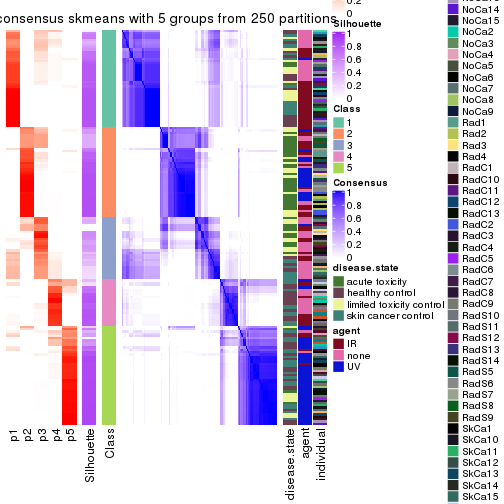 consensus skmeans with 5 groups from 250 partitions
p1
p2
p3
p4
p5
Silhouette
Class
disease.state
agent
individual
0.2
0
Silhouette
1
0.8
0.6
0.4
0.2
0
Class
1
2
3
4
5
Consensus
1
0.8
0.6
0.4
0.2
0
disease.state
acute toxicity
healthy control
limited toxicity control
skin cancer control
agent
IR
none
UV
NoCa14
NoCa15
NoCa2
NoCa3
NoCa4
NoCa5
NoCa6
NoCa7
NoCa8
NoCa9
Rad1
Rad2
Rad3
Rad4
RadC1
RadC10
RadC11
RadC12
RadC13
RadC2
RadC3
RadC4
RadC5
RadC6
RadC7
RadC8
RadC9
RadS10
RadS11
RadS12
RadS13
RadS14
RadS5
RadS6
RadS7
RadS8
RadS9
SkCa1
SkCa10
SkCa11
SkCa12
SkCa13
SkCa14
SkCa15